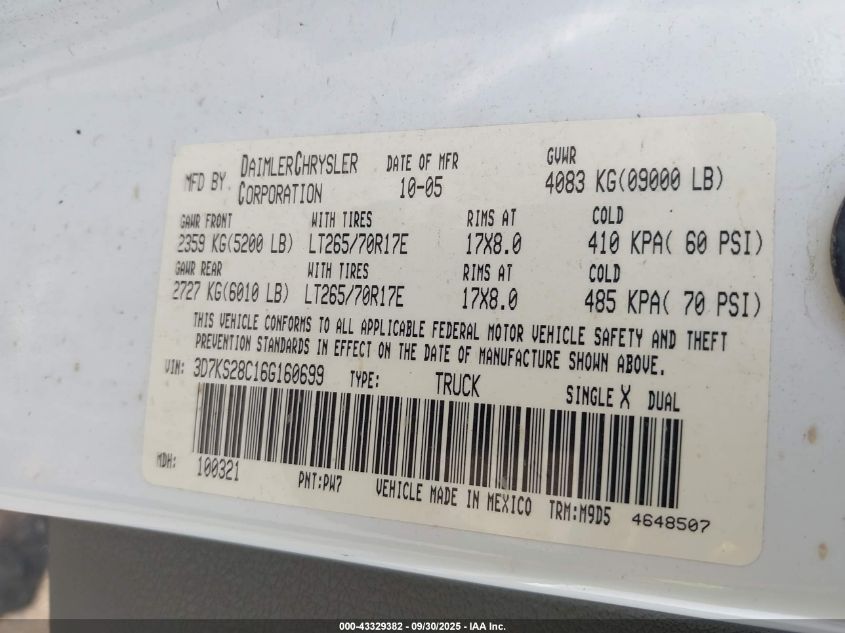 MFD BY DAIMLERCHRYSLER CORPORATION DATE OF MFR 10-05 GVWR 4083 KG(09000 LB)
GAWR FRONT WITH TIRES RIMS AT COLD
2359 KG(5200 LB) LT265/70R17E 17X8.0 410 KPA( 60 PSI)
GAWR REAR WITH TIRES RIMS AT COLD
2727 KG(6010 LB) LT265/70R17E 17X8.0 485 KPA( 70 PSI)
THIS VEHICLE CONFORMS TO ALL APPLICABLE FEDERAL MOTOR VEHICLE SAFETY AND THEFT
PREVENTION STANDARDS IN EFFECT ON THE DATE OF MANUFACTURE SHOWN ABOVE.
VIN: 3D7KS28C16G160699 TYPE: TRUCK SINGLE X DUAL
MDH: 100321 PNT:PW7 VEHICLE MADE IN MEXICO TRM:M9D5 4648507
000-43329382 - 09/30/2025 - IAA Inc.